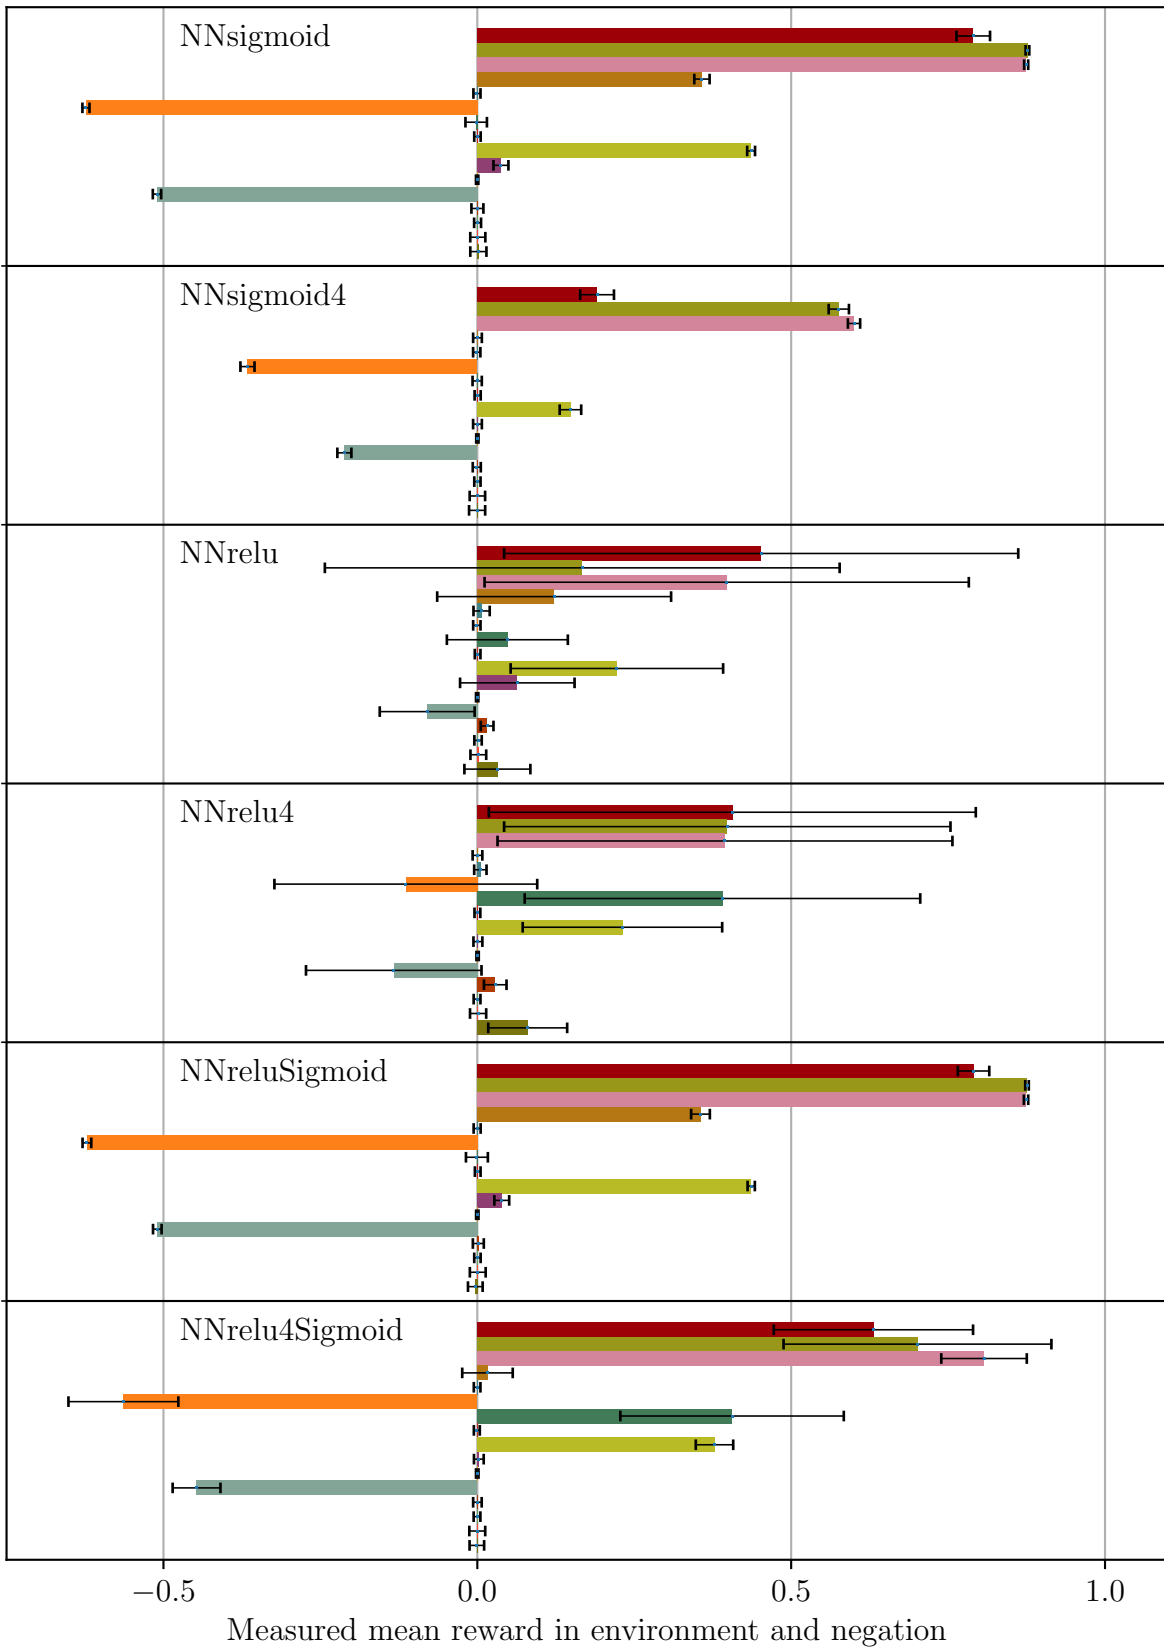 NNsigmoid
NNsigmoid4
NNrelu
NNrelu4
NNreluSigmoid
NNrelu4Sigmoid
−0.5 0.0 0.5 1.0
Measured mean reward in environment and negation